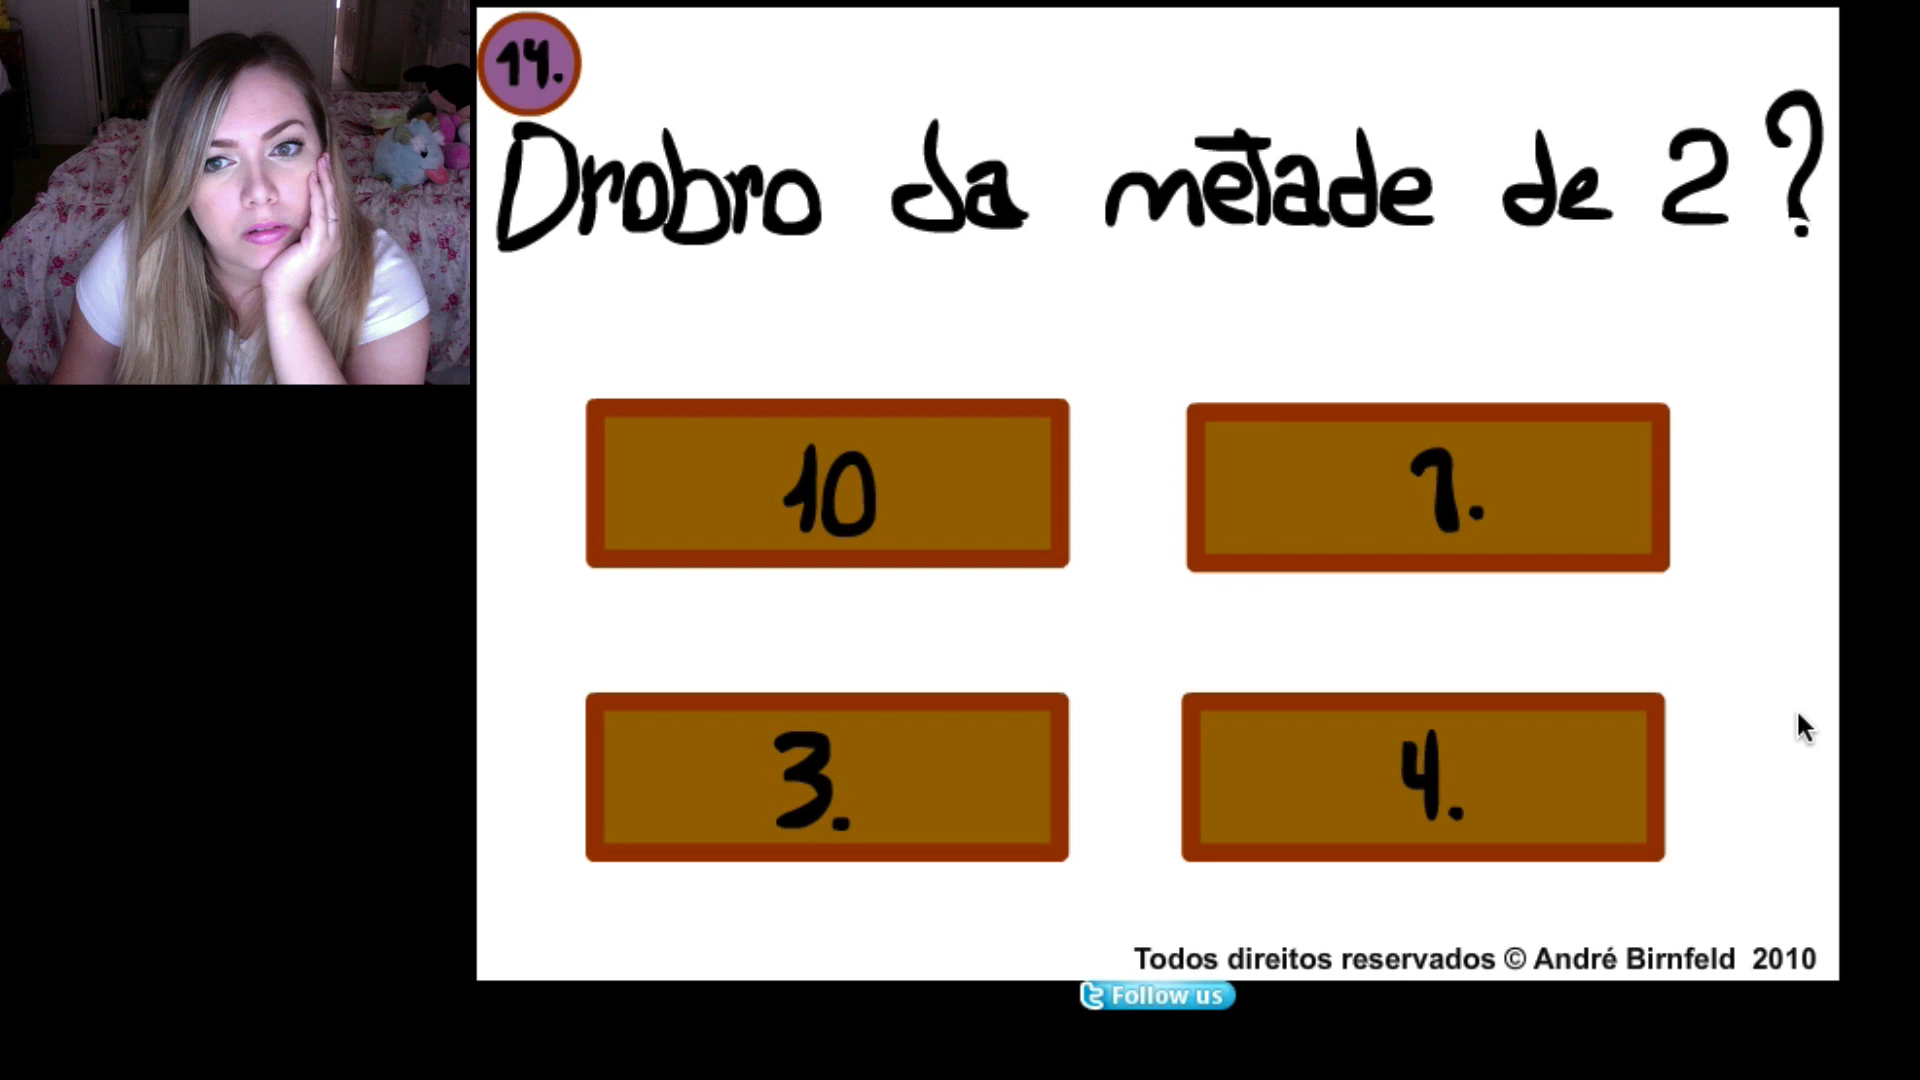 14.
Drobro da metade de 2?
10
1.
3.
4.
Todos direitos reservados © André Birnfeld 2010
Follow us